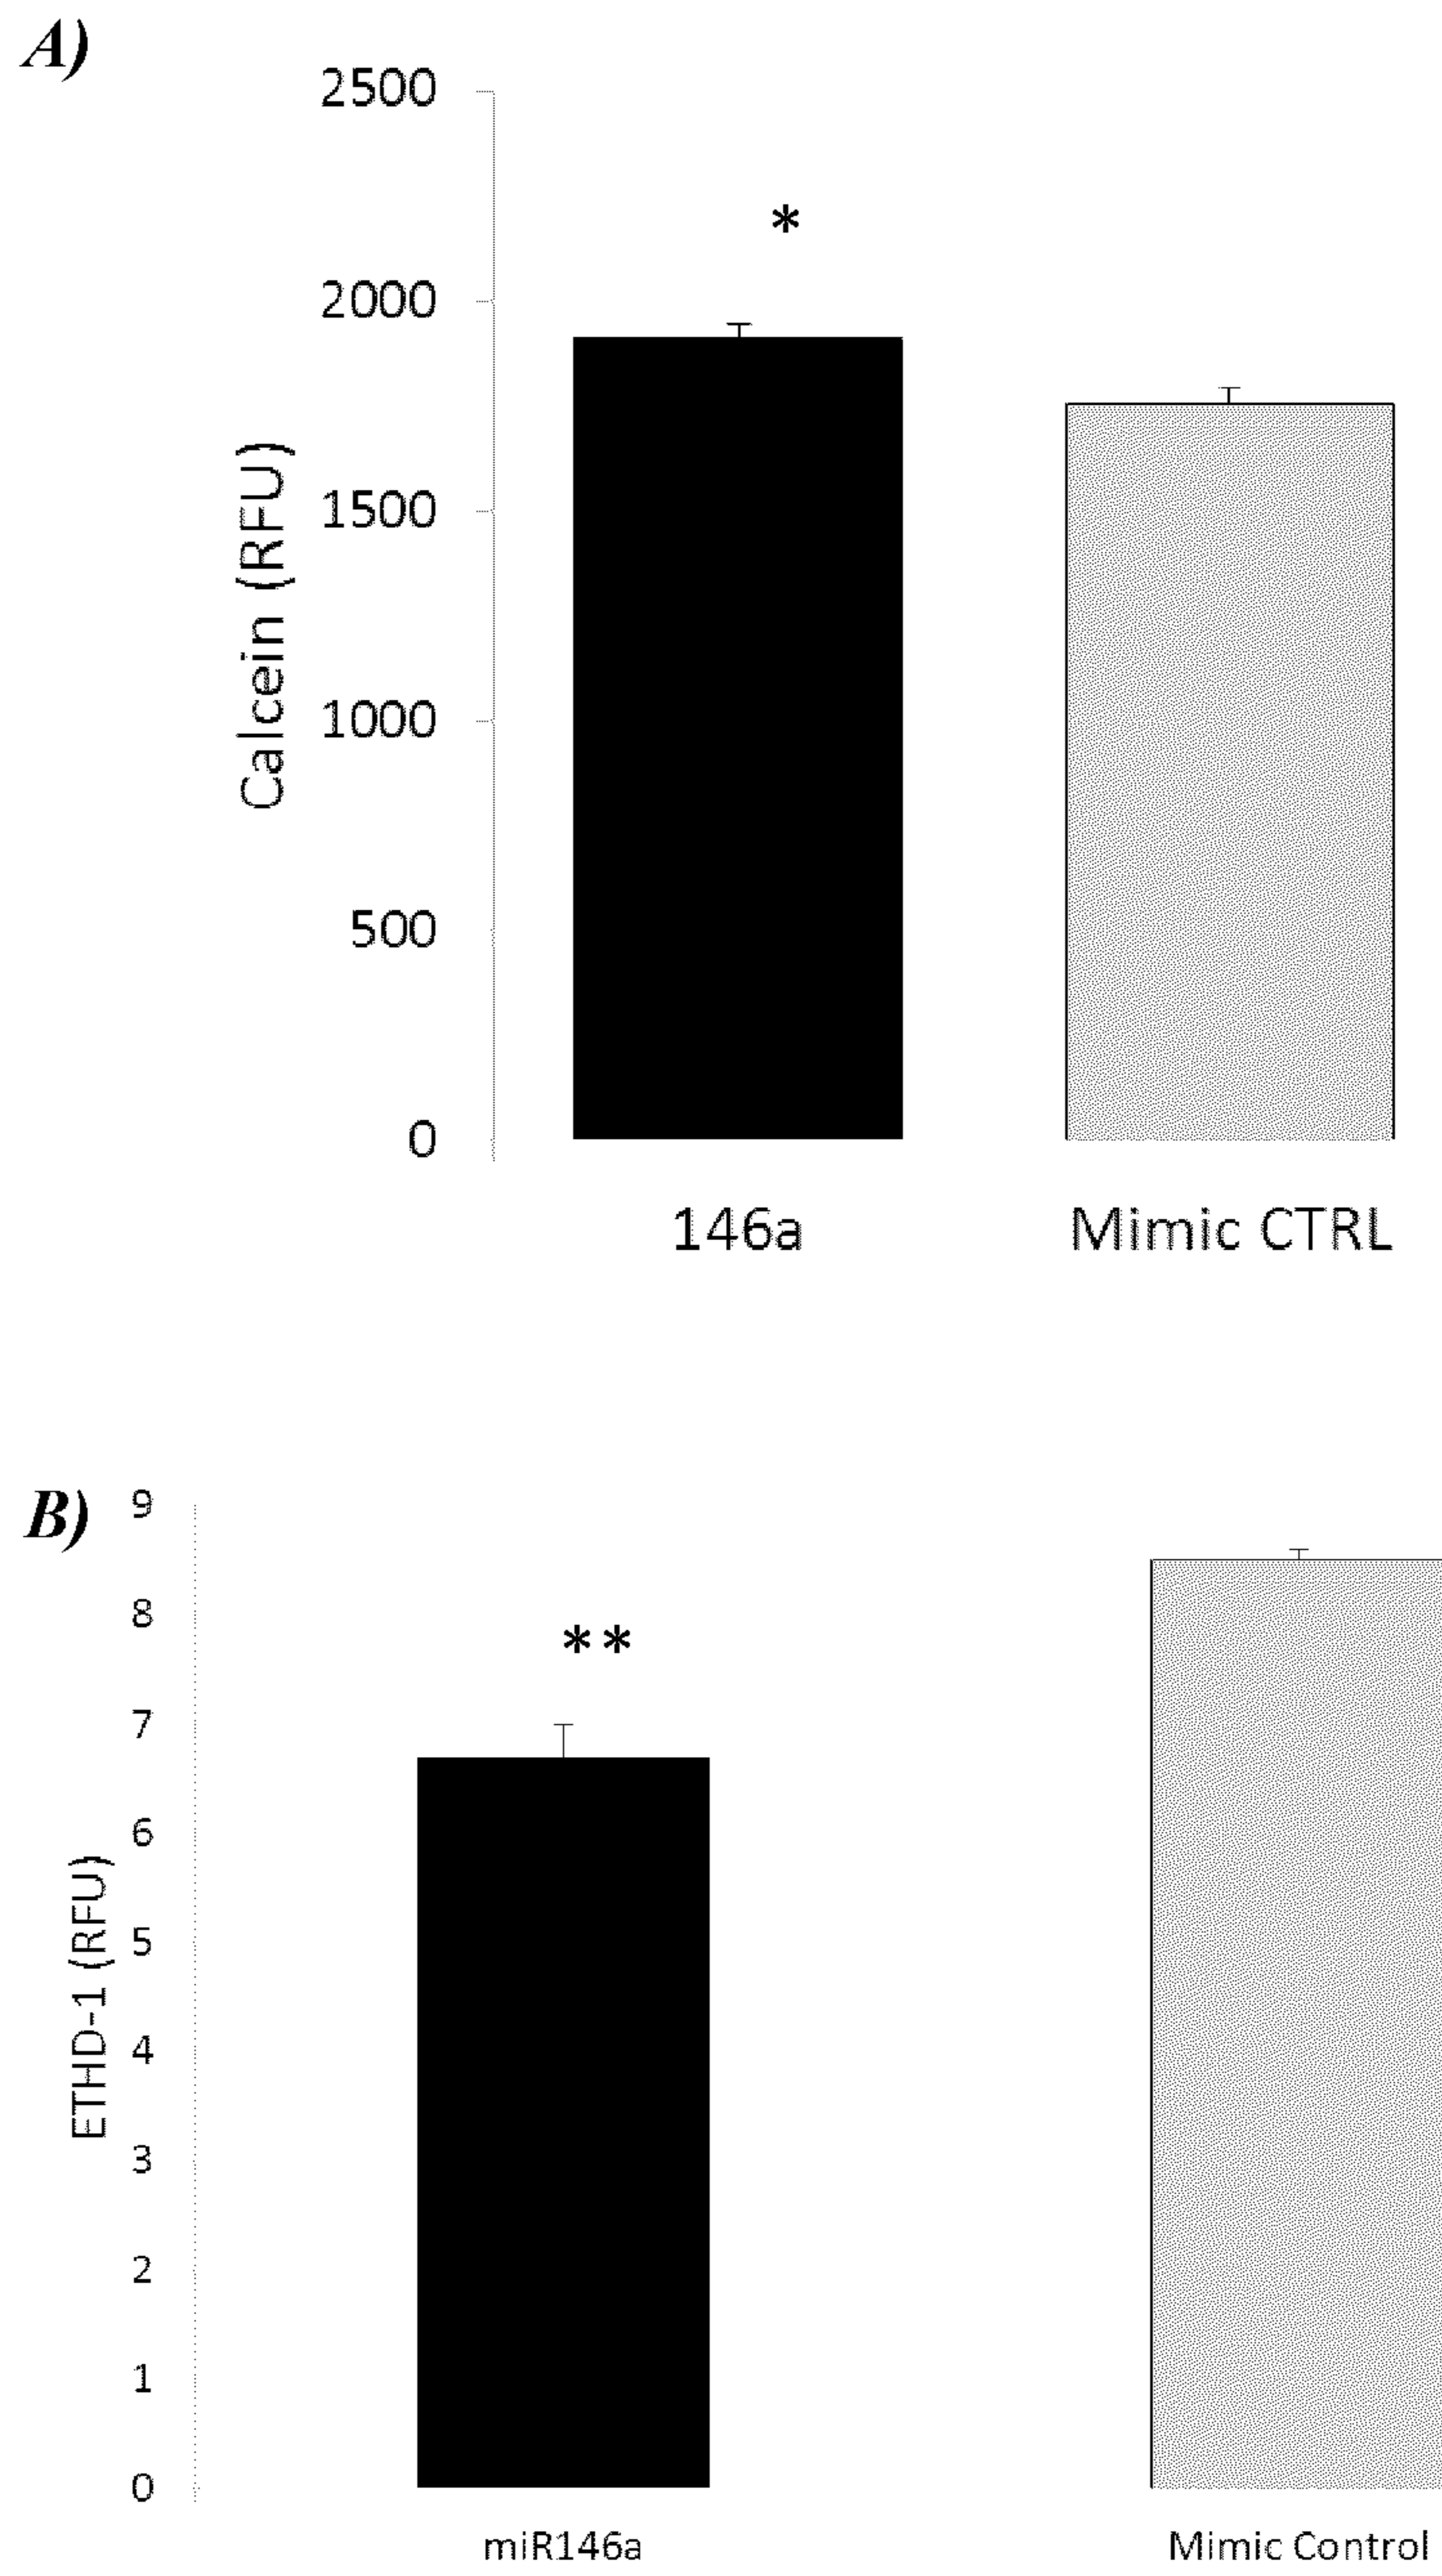 A)
2500
*
2000
1500
1000
500
0
Calcein (RFU)
146a
Mimic CTRL
B)
9
8
**
7
6
5
4
3
2
1
0
ETHD-1 (RFU)
miR146a
Mimic Control